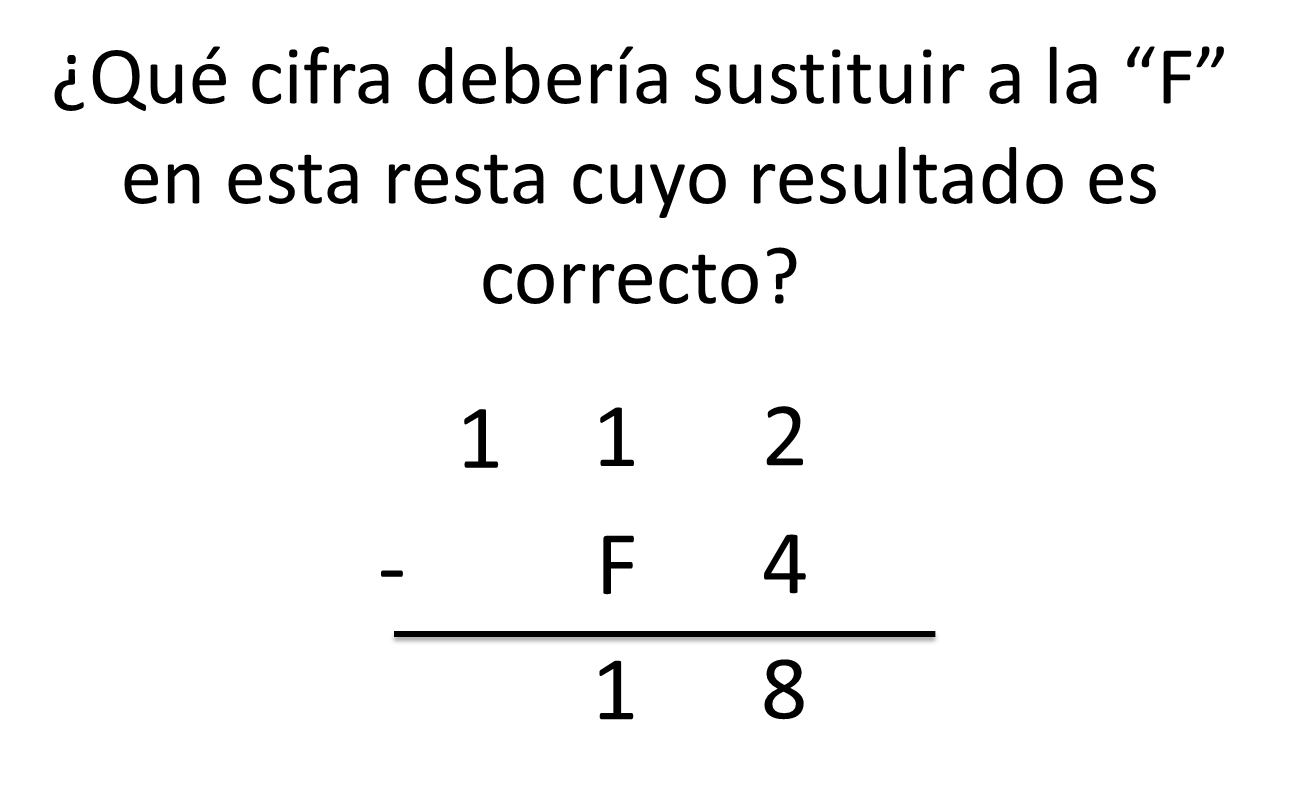 ¿Qué cifra debería sustituir a la “F”
en esta resta cuyo resultado es
correcto?
1 1 2
- F 4
1 8